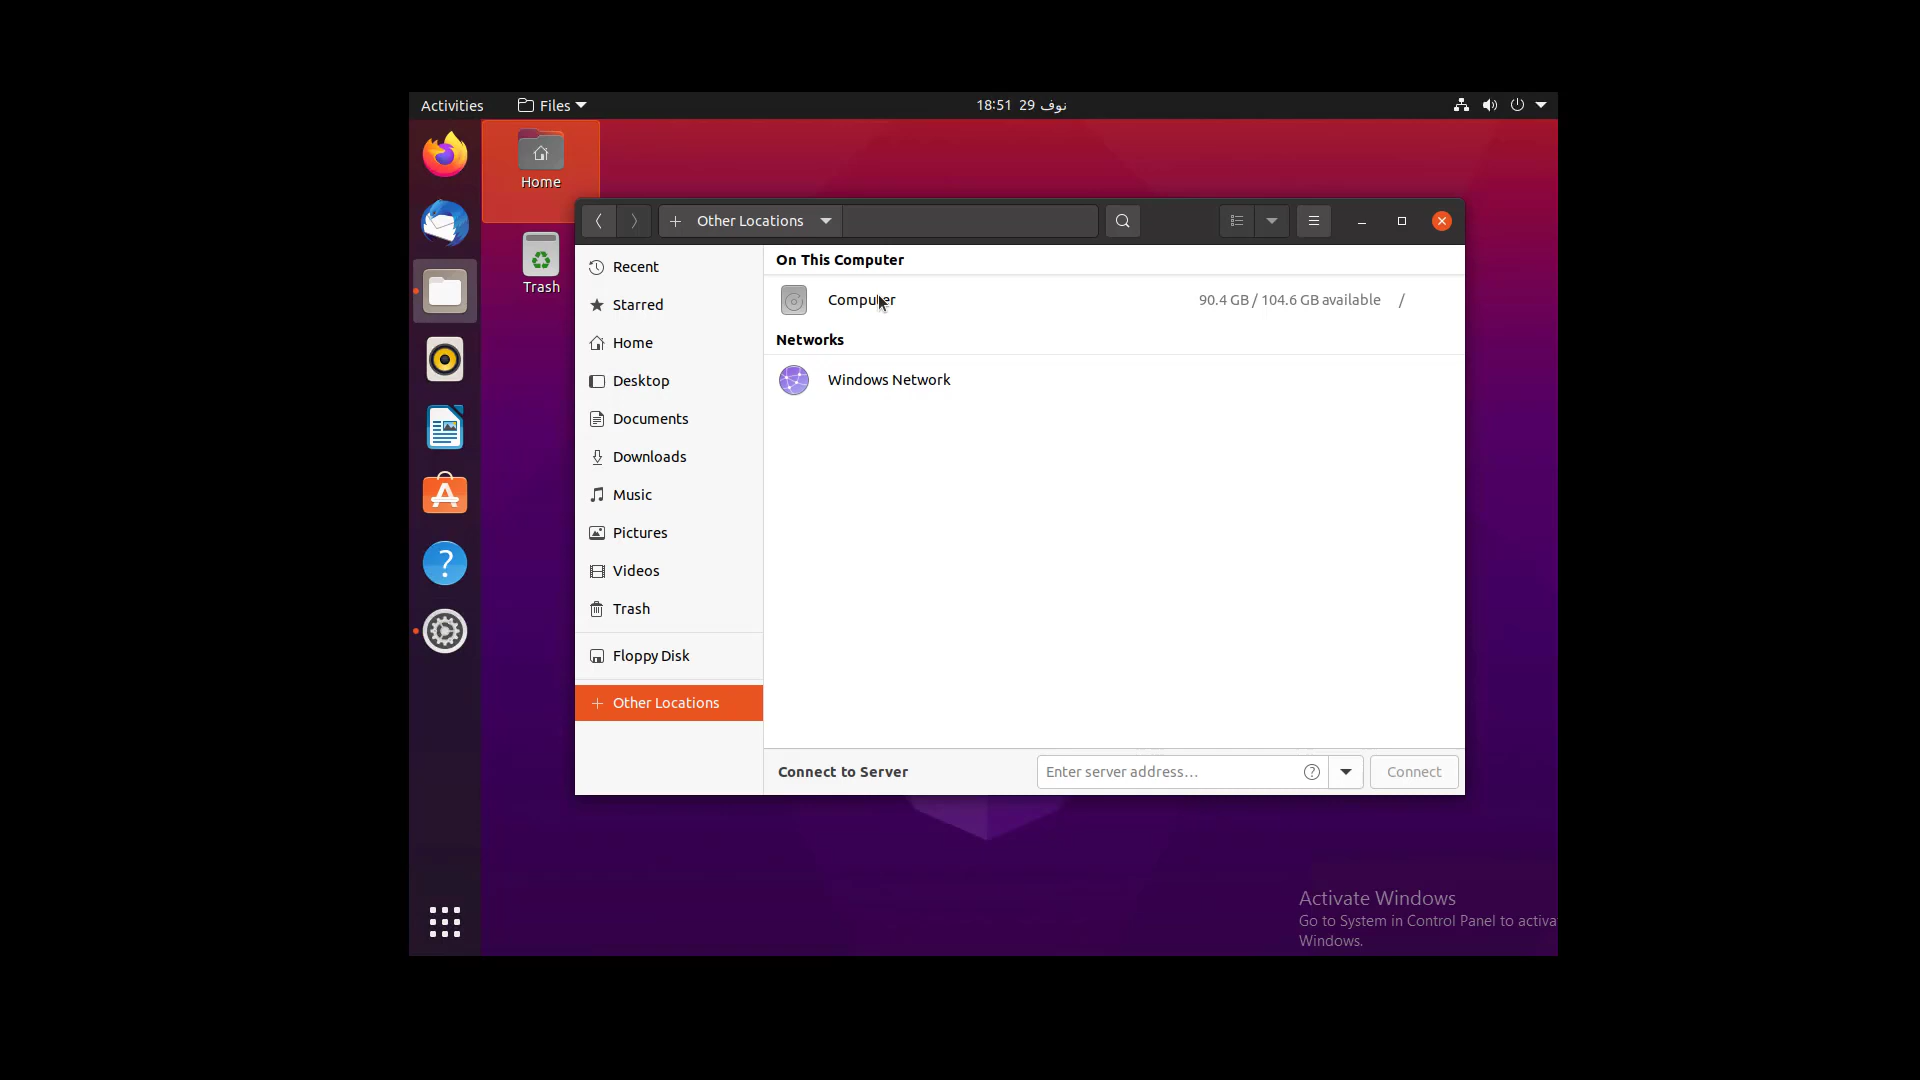 Activities
Files
18:51 29 نوف
Home
Trash
Other Locations
Recent
Starred
Home
Desktop
Documents
Downloads
Music
Pictures
Videos
Trash
Floppy Disk
Other Locations
On This Computer
Computer 90.4 GB / 104.6 GB available /
Networks
Windows Network
Connect to Server Enter server address... Connect
Activate Windows
Go to System in Control Panel to activa
Windows.